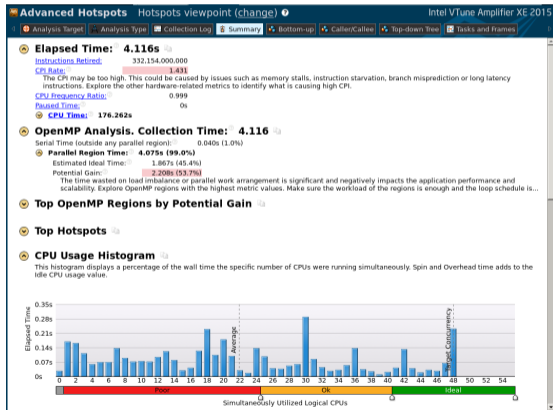 Advanced Hotspots Hotspots viewpoint (change) Intel VTune Amplifier XE 2015
Analysis Target Analysis Type Collection Log Summary Bottom-up Caller/Callee Top-down Tree Tasks and Frames
Elapsed Time: 4.116s
Instructions Retired: 332,154,000,000
CPI Rate: 1.431
The CPI may be too high. This could be caused by issues such as memory stalls, instruction starvation, branch misprediction or long latency
instructions. Explore the other hardware-related metrics to identify what is causing high CPI.
CPU Frequency Ratio: 0.999
Paused Time: 0s
CPU Time: 176.262s
OpenMP Analysis. Collection Time: 4.116
Serial Time (outside any parallel region): 0.040s (1.0%)
Parallel Region Time: 4.075s (99.0%)
Estimated Ideal Time: 1.867s (45.4%)
Potential Gain: 2.208s (53.7%)
The time wasted on load imbalance or parallel work arrangement is significant and negatively impacts the application performance and
scalability. Explore OpenMP regions with the highest metric values. Make sure the workload of the regions is enough and the loop schedule is...
Top OpenMP Regions by Potential Gain
Top Hotspots
CPU Usage Histogram
This histogram displays a percentage of the wall time the specific number of CPUs were running simultaneously. Spin and Overhead time adds to the
Idle CPU usage value.
Elapsed Time
0.35s
0.28s
0.21s
0.14s
0.07s
0s
Average
Target Concurrency
0 2 4 6 8 10 12 14 16 18 20 22 24 26 28 30 32 34 36 38 40 42 44 46 48 50 52 54
Poor Ok Ideal
Simultaneously Utilized Logical CPUs